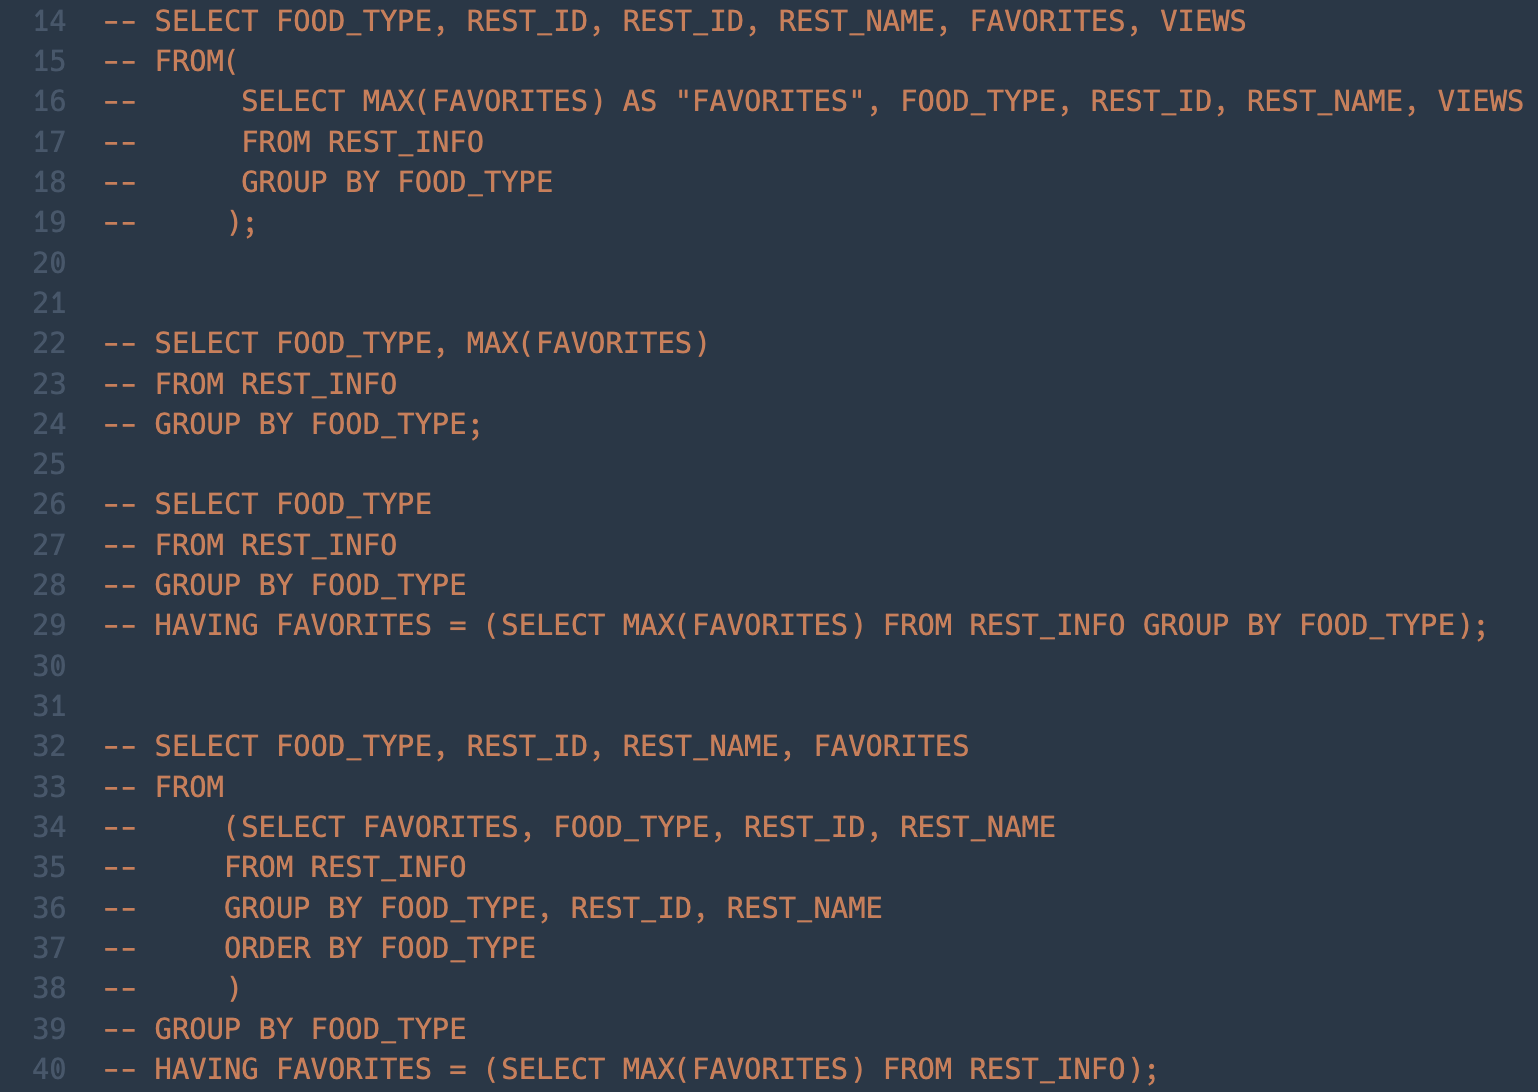 14 -- SELECT FOOD_TYPE, REST_ID, REST_ID, REST_NAME, FAVORITES, VIEWS
15 -- FROM(
16 --      SELECT MAX(FAVORITES) AS "FAVORITES", FOOD_TYPE, REST_ID, REST_NAME, VIEWS
17 --      FROM REST_INFO
18 --      GROUP BY FOOD_TYPE
19 --     );
20
21
22 -- SELECT FOOD_TYPE, MAX(FAVORITES)
23 -- FROM REST_INFO
24 -- GROUP BY FOOD_TYPE;
25
26 -- SELECT FOOD_TYPE
27 -- FROM REST_INFO
28 -- GROUP BY FOOD_TYPE
29 -- HAVING FAVORITES = (SELECT MAX(FAVORITES) FROM REST_INFO GROUP BY FOOD_TYPE);
30
31
32 -- SELECT FOOD_TYPE, REST_ID, REST_NAME, FAVORITES
33 -- FROM
34 --     (SELECT FAVORITES, FOOD_TYPE, REST_ID, REST_NAME
35 --     FROM REST_INFO
36 --     GROUP BY FOOD_TYPE, REST_ID, REST_NAME
37 --     ORDER BY FOOD_TYPE
38 --     )
39 -- GROUP BY FOOD_TYPE
40 -- HAVING FAVORITES = (SELECT MAX(FAVORITES) FROM REST_INFO);